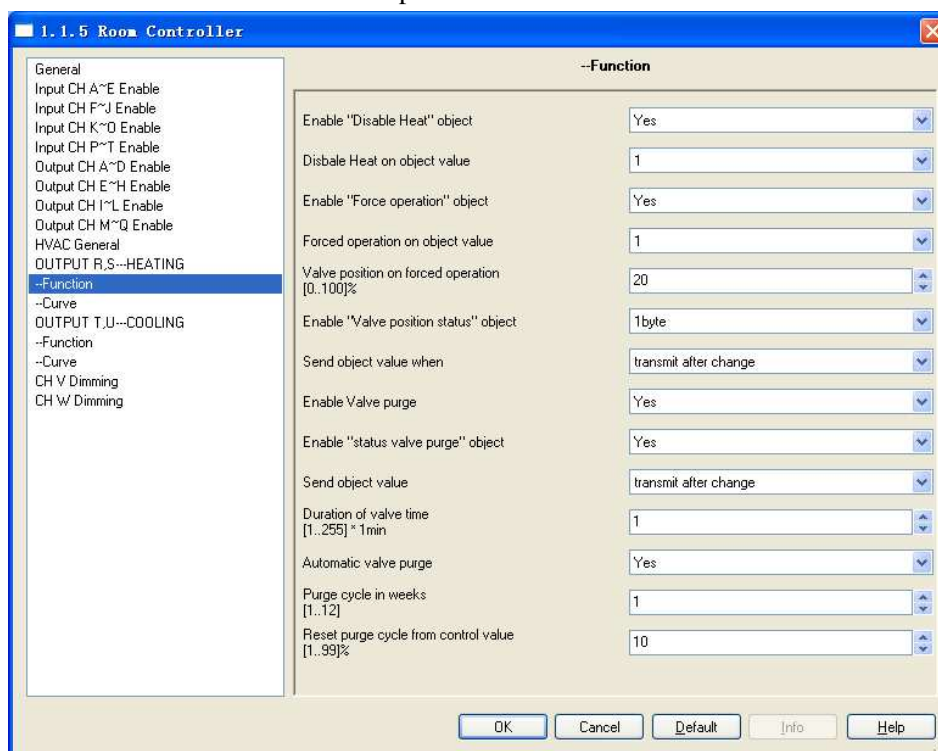 1.1.5 Room Controller
General
Input CH A~E Enable
Input CH F~J Enable
Input CH K~O Enable
Input CH P~T Enable
Output CH A~D Enable
Output CH E~H Enable
Output CH I~L Enable
Output CH M~Q Enable
HVAC General
OUTPUT R,S---HEATING
--Function
--Curve
OUTPUT T,U---COOLING
--Function
--Curve
CH V Dimming
CH W Dimming
--Function
Enable "Disable Heat" object Yes
Disbale Heat on object value 1
Enable "Force operation" object Yes
Forced operation on object value 1
Valve position on forced operation
[0..100]% 20
Enable "Valve position status" object 1byte
Send object value when transmit after change
Enable Valve purge Yes
Enable "status valve purge" object Yes
Send object value transmit after change
Duration of valve time
[1..255] * 1min 1
Automatic valve purge Yes
Purge cycle in weeks
[1..12] 1
Reset purge cycle from control value
[1..99]% 10
OK Cancel Default Info Help